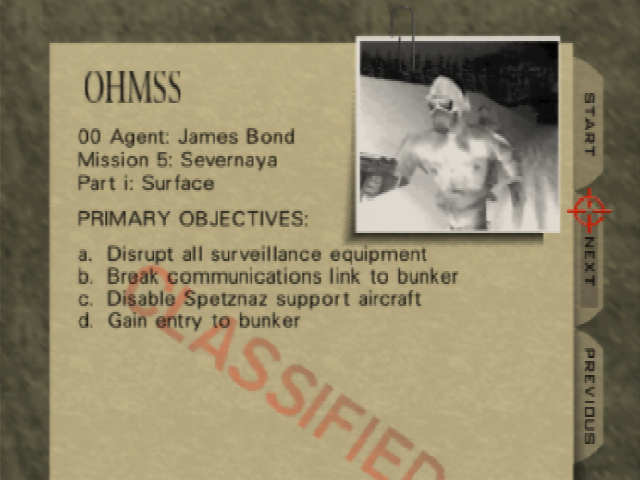 OHMSS
00 Agent: James Bond
Mission 5: Severnaya
Part i: Surface
PRIMARY OBJECTIVES:
a. Disrupt all surveillance equipment
b. Break communications link to bunker
c. Disable Spetznaz support aircraft
d. Gain entry to bunker
CLASSIFIED
START
NEXT
PREVIOUS